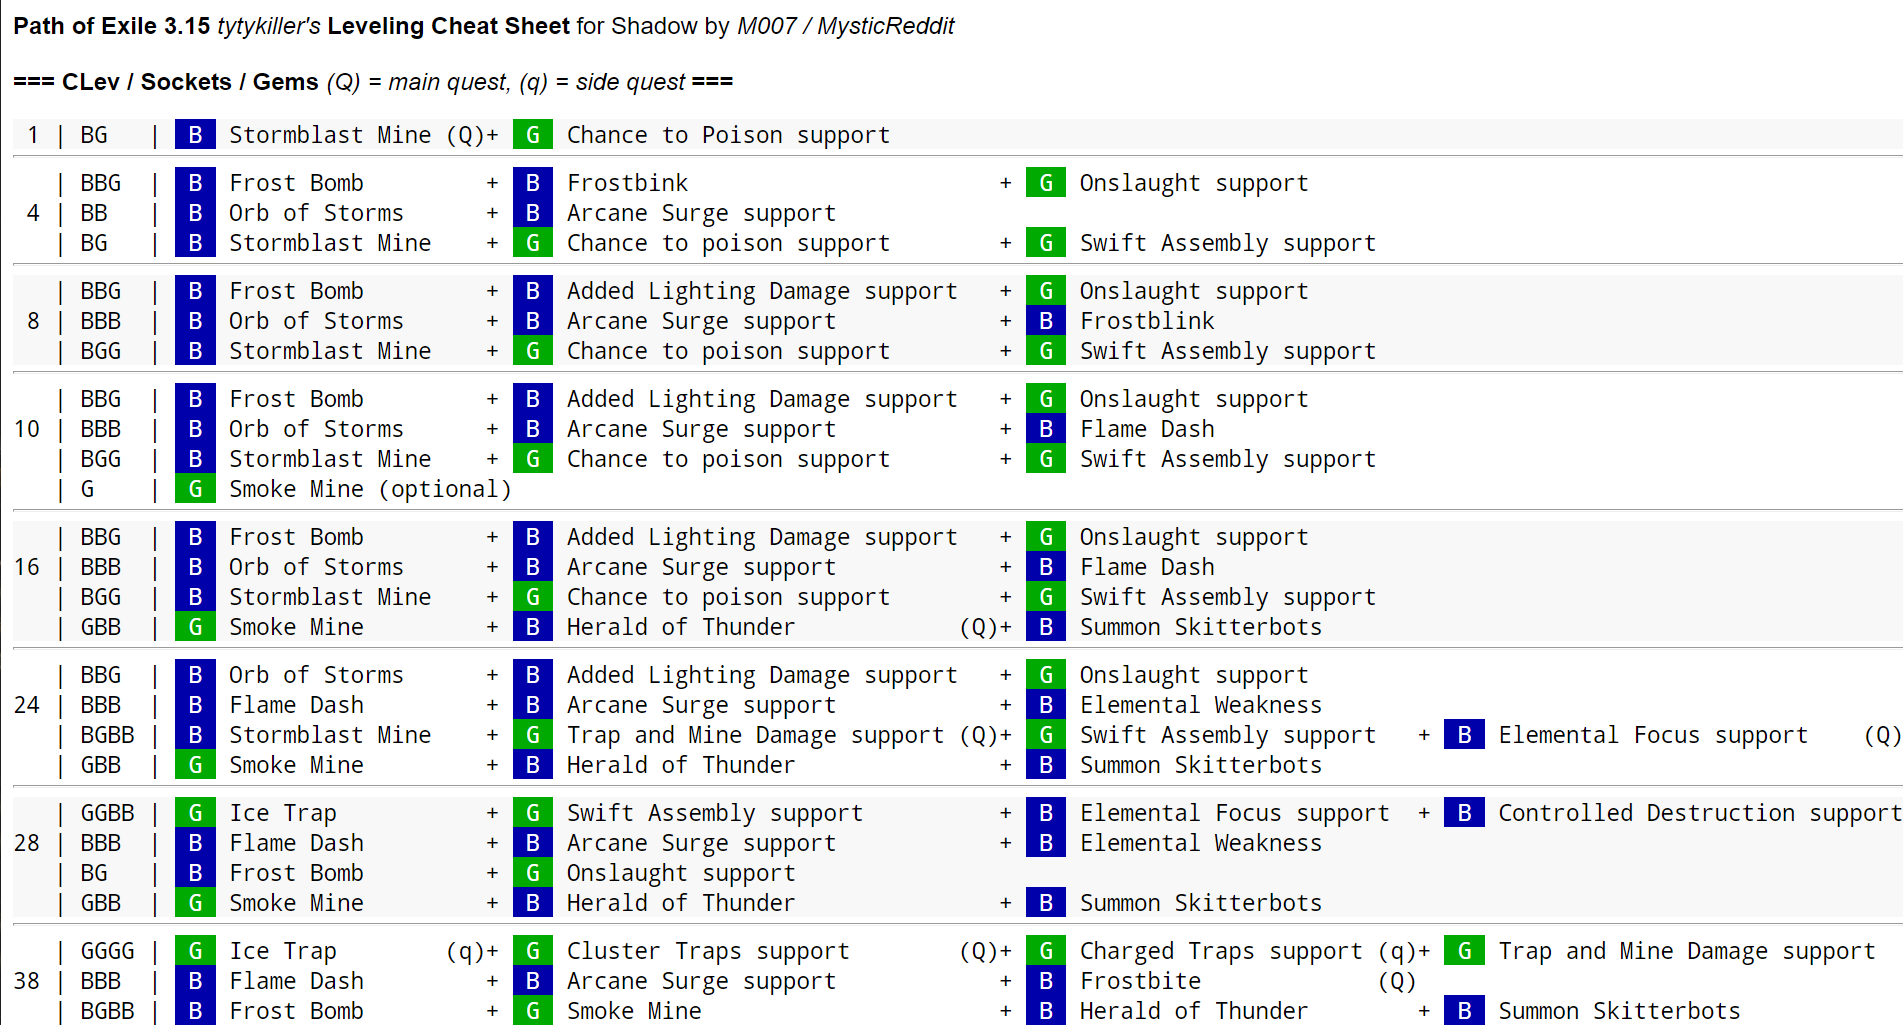 Path of Exile 3.15 tytykiller's Leveling Cheat Sheet for Shadow by M007 / MysticReddit
=== CLev / Sockets / Gems (Q) = main quest, (q) = side quest ===
1 | BG | B Stormblast Mine (Q)+ G Chance to Poison support
| BBG | B Frost Bomb + B Frostbink + G Onslaught support
4 | BB | B Orb of Storms + B Arcane Surge support
| BG | B Stormblast Mine + G Chance to poison support + G Swift Assembly support
| BBG | B Frost Bomb + B Added Lighting Damage support + G Onslaught support
8 | BBB | B Orb of Storms + B Arcane Surge support + B Frostblink
| BGG | B Stormblast Mine + G Chance to poison support + G Swift Assembly support
| BBG | B Frost Bomb + B Added Lighting Damage support + G Onslaught support
10 | BBB | B Orb of Storms + B Arcane Surge support + B Flame Dash
| BGG | B Stormblast Mine + G Chance to poison support + G Swift Assembly support
| G | G Smoke Mine (optional)
| BBG | B Frost Bomb + B Added Lighting Damage support + G Onslaught support
16 | BBB | B Orb of Storms + B Arcane Surge support + B Flame Dash
| BGG | B Stormblast Mine + G Chance to poison support + G Swift Assembly support
| GBB | G Smoke Mine + B Herald of Thunder (Q)+ B Summon Skitterbots
| BBG | B Orb of Storms + B Added Lighting Damage support + G Onslaught support
24 | BBB | B Flame Dash + B Arcane Surge support + B Elemental Weakness
| BGBB | B Stormblast Mine + G Trap and Mine Damage support (Q)+ G Swift Assembly support + B Elemental Focus support (Q)
| GBB | G Smoke Mine + B Herald of Thunder + B Summon Skitterbots
| GGBB | G Ice Trap + G Swift Assembly support + B Elemental Focus support + B Controlled Destruction support
28 | BBB | B Flame Dash + B Arcane Surge support + B Elemental Weakness
| BG | B Frost Bomb + G Onslaught support
| GBB | G Smoke Mine + B Herald of Thunder + B Summon Skitterbots
| GGGG | G Ice Trap (q)+ G Cluster Traps support (Q)+ G Charged Traps support (q)+ G Trap and Mine Damage support
38 | BBB | B Flame Dash + B Arcane Surge support + B Frostbite (Q)
| BGBB | B Frost Bomb + G Smoke Mine + B Herald of Thunder + B Summon Skitterbots